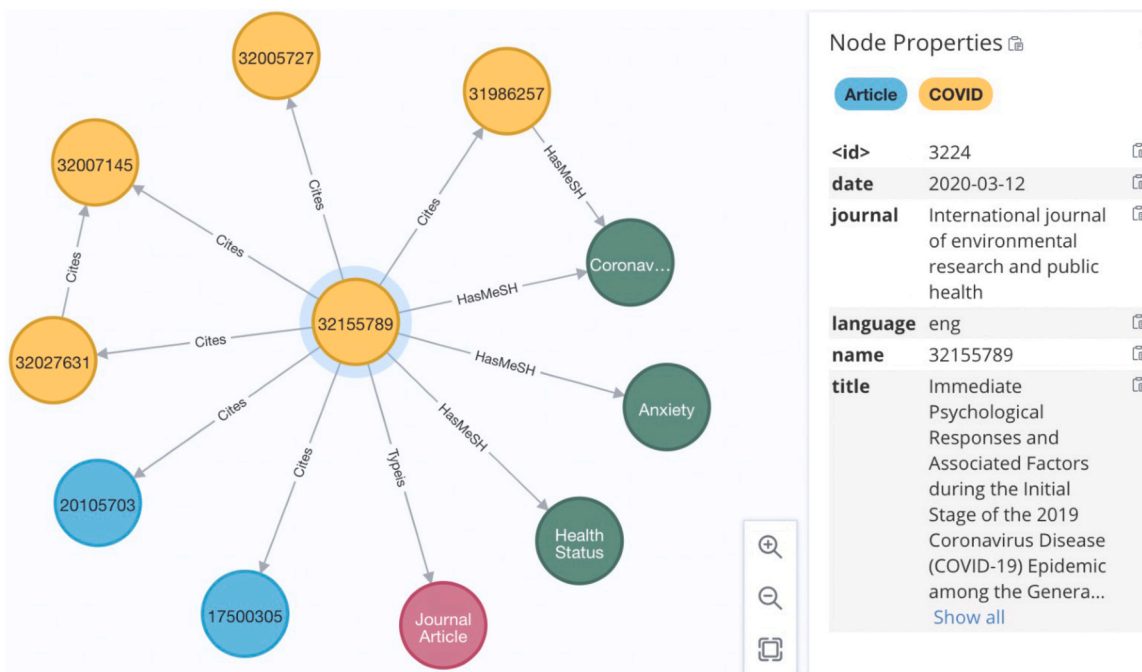 32005727
31986257
32007145
HasMeSH
Cites
Cites
Cites
Cites
Coronav...
HasMeSH
32155789
Cites
32027631
HasMeSH
Anxiety
Cites
HasMeSH
Cites
Typeis
20105703
Health
Status
17500305
Journal
Article
Node Properties
Article COVID
<id> 3224
date 2020-03-12
journal International journal
of environmental
research and public
health
language eng
name 32155789
title Immediate
Psychological
Responses and
Associated Factors
during the Initial
Stage of the 2019
Coronavirus Disease
(COVID-19) Epidemic
among the Genera...
Show all